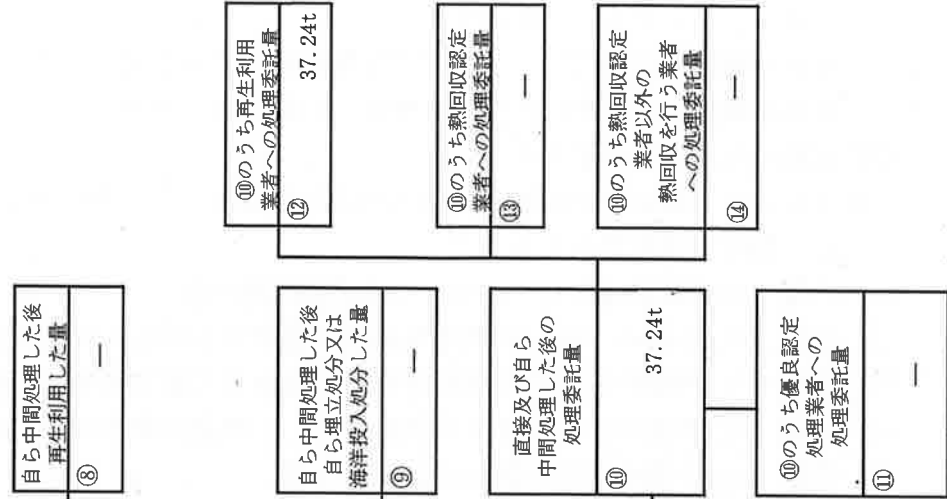 自ら中間処理した後
再生利用した量
⑧
—
自ら中間処理した後
自ら埋立処分又は
海洋投入処分した量
⑨
—
直接及び自ら
中間処理した後の
処理委託量
⑩
37.24t
⑩のうち優良認定
処理業者への
処理委託量
⑪
—
⑩のうち再生利用
業者への処理委託量
⑫
37.24t
⑩のうち熱回収認定
業者への処理委託量
⑬
—
⑩のうち熱回収認定
業者以外の
熱回収を行う業者
への処理委託量
⑭
—